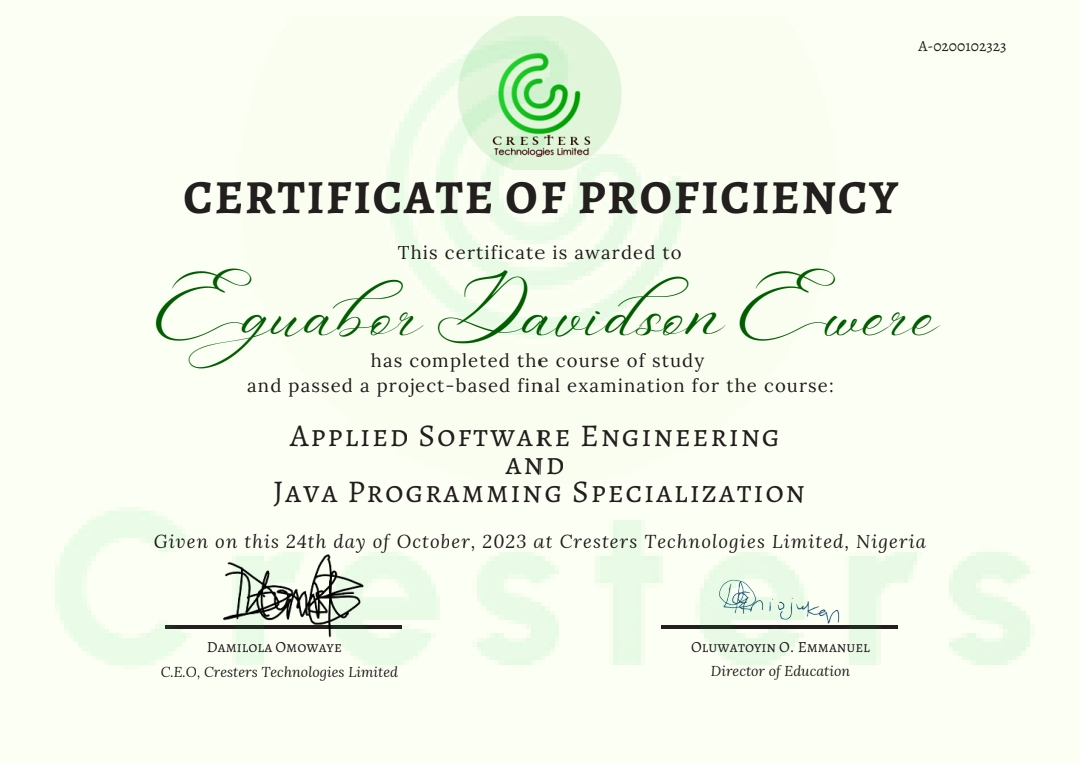 A-0200102323
CRESTERS
Technologies Limited
CERTIFICATE OF PROFICIENCY
This certificate is awarded to
Eguabor Davidson Ewere
has completed the course of study
and passed a project-based final examination for the course:
Applied Software Engineering
and
Java Programming Specialization
Given on this 24th day of October, 2023 at Cresters Technologies Limited, Nigeria
Cresters
Damilola Omowaye
Oluwatoyin O. Emmanuel
C.E.O, Cresters Technologies Limited
Director of Education